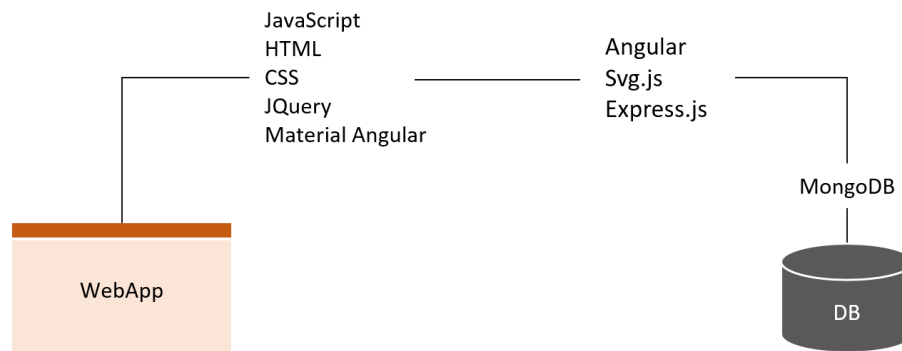 JavaScript
HTML
CSS
JQuery
Material Angular
Angular
Svg.js
Express.js
MongoDB
WebApp
DB